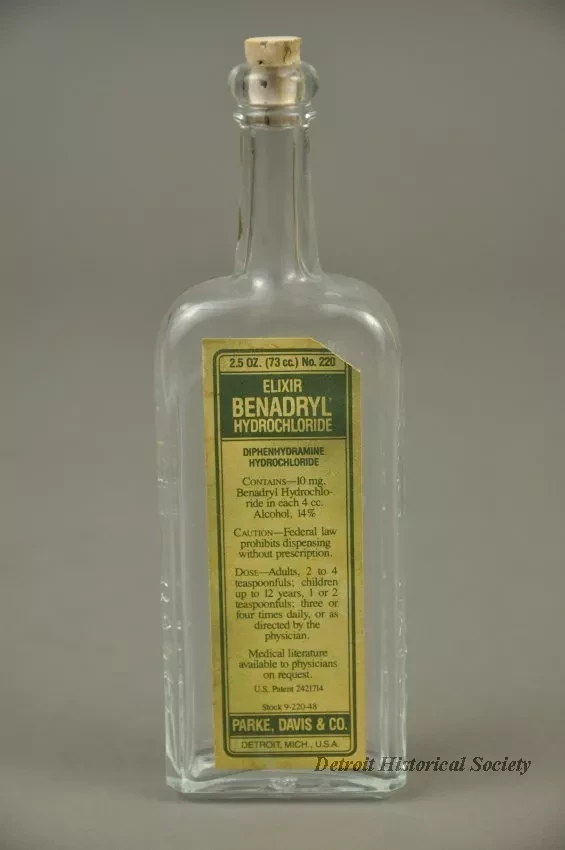 2.5 OZ. (73 cc.) No. 220
ELIXIR
BENADRYL
HYDROCHLORIDE
DIPHENHYDRAMINE
HYDROCHLORIDE
CONTAINS—10 mg.
Benadryl Hydrochlo-
ride in each 4 cc.
Alcohol, 14%
CAUTION—Federal law
prohibits dispensing
without prescription.
DOSE—Adults, 2 to 4
teaspoonfuls; children
up to 12 years, 1 or 2
teaspoonfuls; three or
four times daily, or as
directed by the
physician.
Medical literature
available to physicians
on request.
U.S. Patent 2421714
Stock 9-220-48
PARKE, DAVIS & CO.
DETROIT, MICH., U.S.A.
Detroit Historical Society